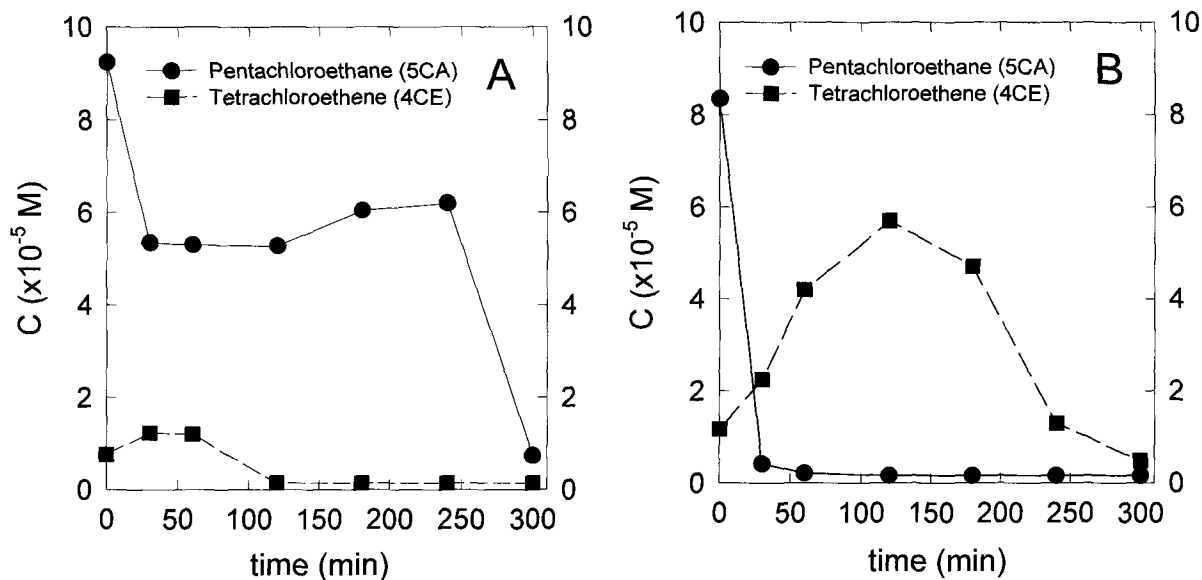 A
Pentachloroethane (5CA)
Tetrachloroethene (4CE)
C (x10⁻⁵ M)
10 10
8 8
6 6
4 4
2 2
0 0
0 50 100 150 200 250 300
time (min)
B
Pentachloroethane (5CA)
Tetrachloroethene (4CE)
C (x10⁻⁵ M)
10 10
8 8
6 6
4 4
2 2
0 0
0 50 100 150 200 250 300
time (min)